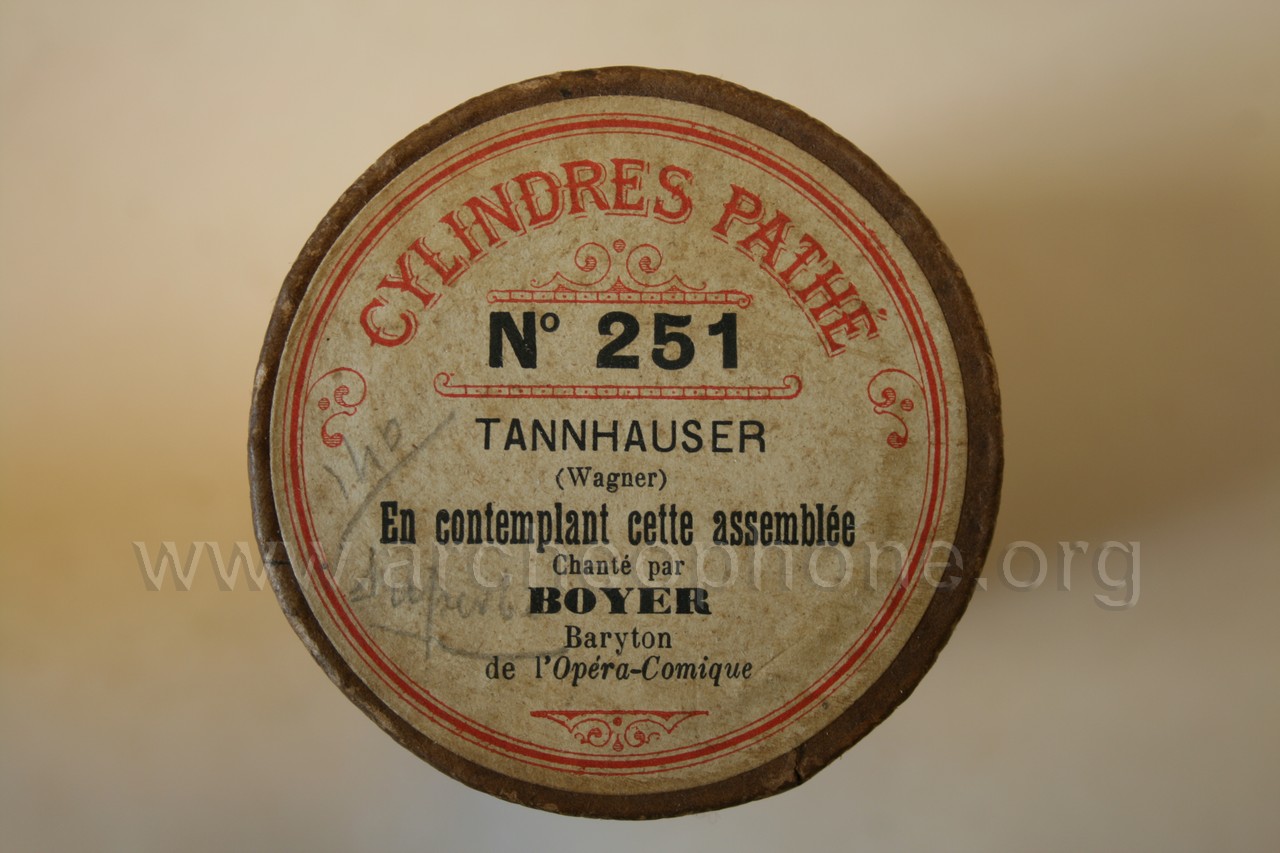 CYLINDRES PATHÉ
Nº 251
TANNHAUSER
(Wagner)
En contemplant cette assemblée
Chanté par
BOYER
Baryton
de l'Opéra-Comique
www.archeophone.org